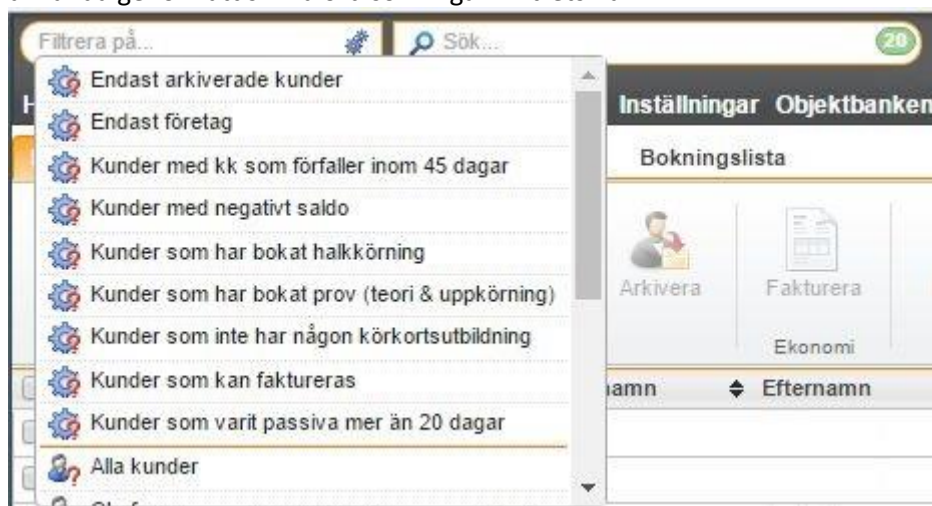 Filtrera på...
Sök...
20
Endast arkiverade kunder
Endast företag
Kunder med kk som förfaller inom 45 dagar
Kunder med negativt saldo
Kunder som har bokat halkkörning
Kunder som har bokat prov (teori & uppkörning)
Kunder som inte har någon körkortsutbildning
Kunder som kan faktureras
Kunder som varit passiva mer än 20 dagar
Alla kunder
Inställningar Objektbanken
Bokningslista
Arkivera
Fakturera
Ekonomi
Efternamn